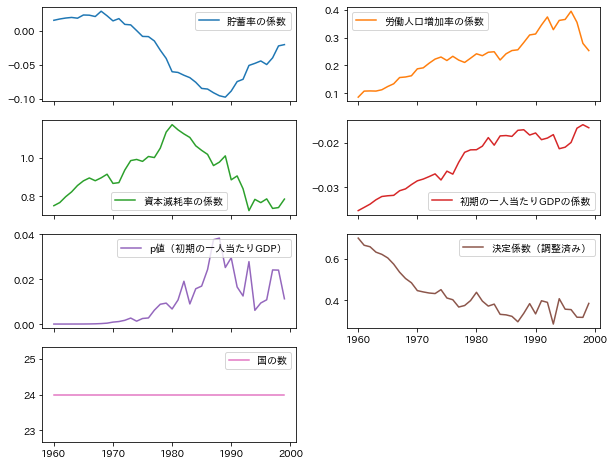 0.00
−0.05
−0.10
貯蓄率の係数
0.4
0.3
0.2
0.1
労働人口増加率の係数
1.0
0.8
資本減耗率の係数
−0.02
−0.03
初期の一人当たりGDPの係数
0.04
0.02
0.00
p値（初期の一人当たりGDP）
0.6
0.4
決定係数（調整済み）
1960 1970 1980 1990 2000
25
24
23
国の数
1960 1970 1980 1990 2000